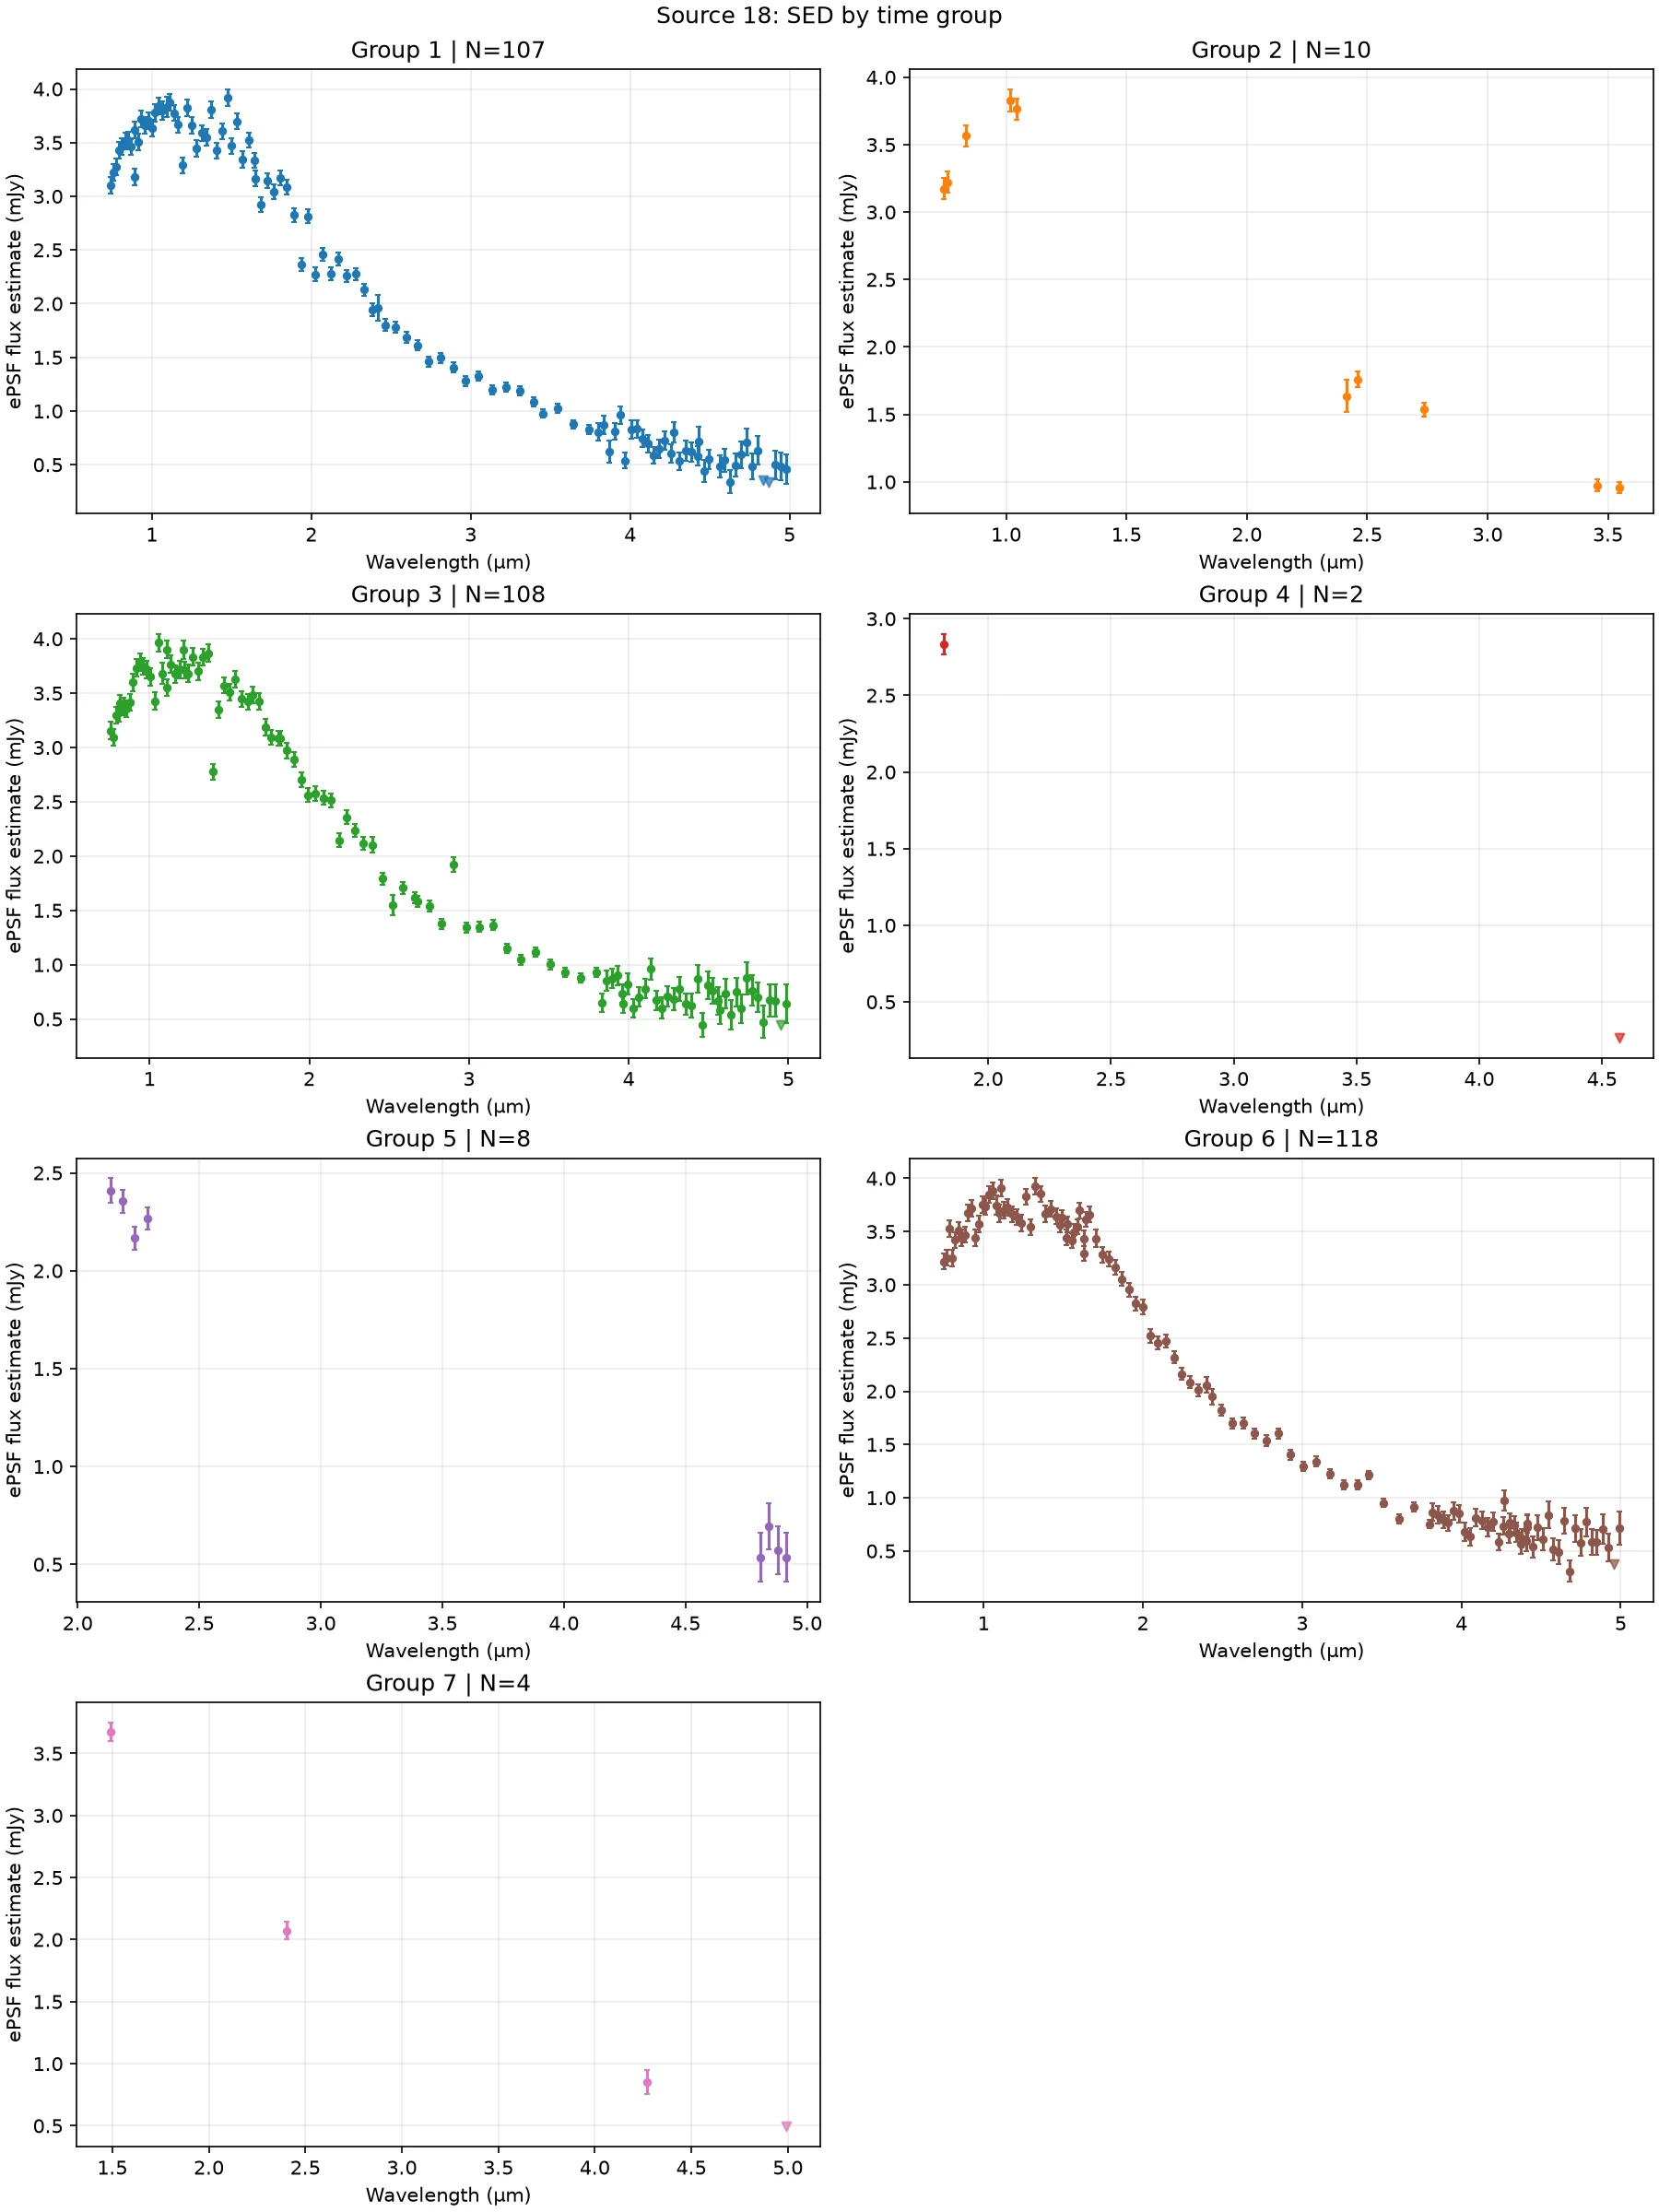 Source 18: SED by time group
Group 1 | N=107
4.0
3.5
3.0
2.5
2.0
1.5
1.0
0.5
ePSF flux estimate (mJy)
1 2 3 4 5
Wavelength (μm)
Group 2 | N=10
4.0
3.5
3.0
2.5
2.0
1.5
1.0
ePSF flux estimate (mJy)
1.0 1.5 2.0 2.5 3.0 3.5
Wavelength (μm)
Group 3 | N=108
4.0
3.5
3.0
2.5
2.0
1.5
1.0
0.5
ePSF flux estimate (mJy)
1 2 3 4 5
Wavelength (μm)
Group 4 | N=2
3.0
2.5
2.0
1.5
1.0
0.5
ePSF flux estimate (mJy)
2.0 2.5 3.0 3.5 4.0 4.5
Wavelength (μm)
Group 5 | N=8
2.5
2.0
1.5
1.0
0.5
ePSF flux estimate (mJy)
2.0 2.5 3.0 3.5 4.0 4.5 5.0
Wavelength (μm)
Group 6 | N=118
4.0
3.5
3.0
2.5
2.0
1.5
1.0
0.5
ePSF flux estimate (mJy)
1 2 3 4 5
Wavelength (μm)
Group 7 | N=4
3.5
3.0
2.5
2.0
1.5
1.0
0.5
ePSF flux estimate (mJy)
1.5 2.0 2.5 3.0 3.5 4.0 4.5 5.0
Wavelength (μm)